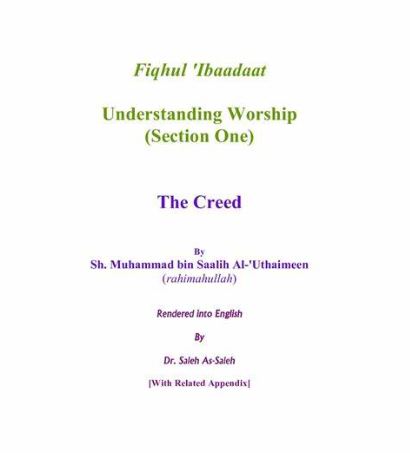 Fiqhul 'Ibaadaat
Understanding Worship
(Section One)
The Creed
By
Sh. Muhammad bin Saalih Al-'Uthaimeen
(rahimahullah)
Rendered into English
By
Dr. Saleh As-Saleh
[With Related Appendix]